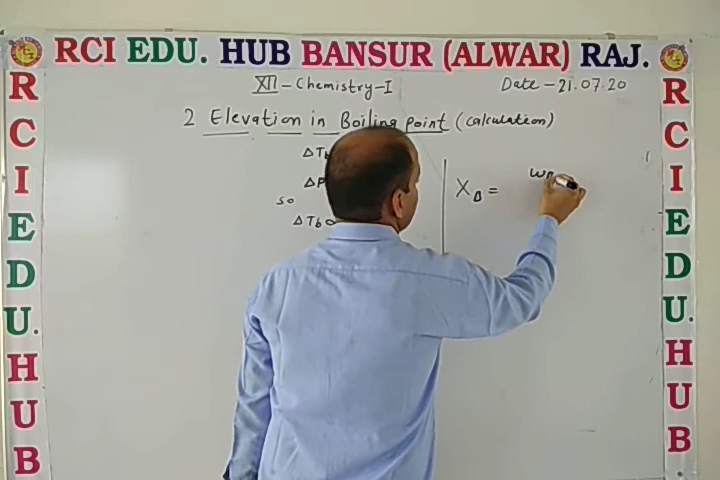 RCI EDU. HUB BANSUR (ALWAR) RAJ.
XII - Chemistry - I
Date - 21.07.20
2 Elevation in Boiling point (calculation)
ΔTb
ΔP
so
ΔTb
X_B =
R
C
I
E
D
U.
H
U
B
R
C
I
E
D
U.
H
U
B